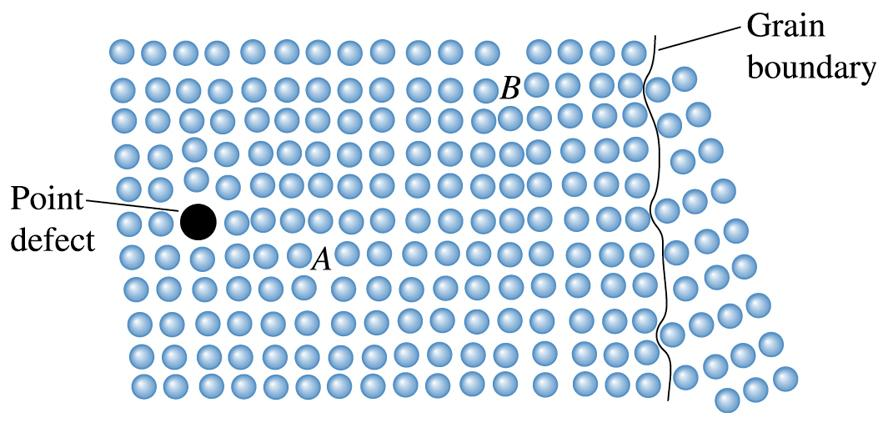 Grain
boundary
B
Point
defect
A